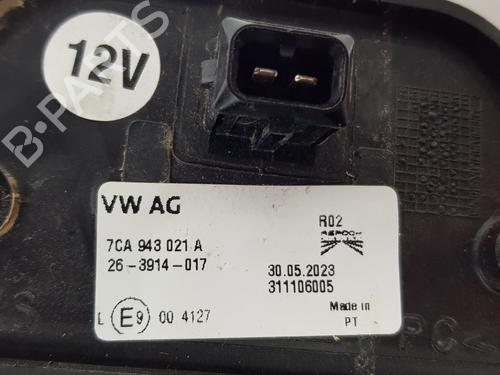 12V
B-PARTS
VW AG
7CA 943 021 A
26-3914-017
R02
30.05.2023
311106005
L E9 00 4127
Made in
PT
S
PC<